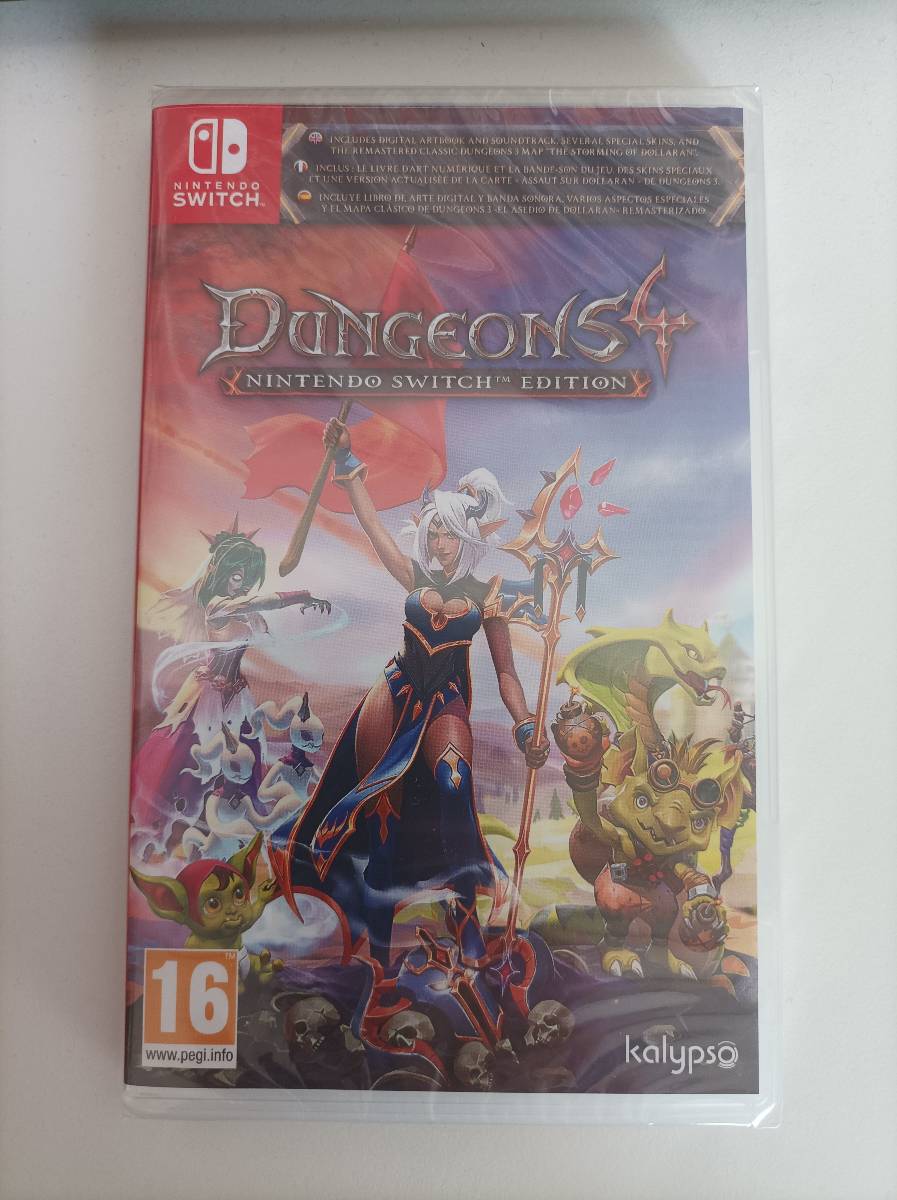 NINTENDO
SWITCH™
INCLUDES DIGITAL ARTBOOK AND SOUNDTRACK, SEVERAL SPECIAL SKINS, AND
THE REMASTERED CLASSIC DUNGEONS 3 MAP "THE STORMING OF DOLLARAN".
INCLUS : LE LIVRE D'ART NUMÉRIQUE ET LA BANDE-SON DU JEU, DES SKINS SPÉCIAUX
ET UNE VERSION ACTUALISÉE DE LA CARTE « ASSAUT SUR DOLLARAN » DE DUNGEONS 3.
INCLUYE LIBRO DE ARTE DIGITAL Y BANDA SONORA, VARIOS ASPECTOS ESPECIALES
Y EL MAPA CLÁSICO DE DUNGEONS 3 «EL ASEDIO DE DOLLARAN» REMASTERIZADO.
DUNGEONS 4
NINTENDO SWITCH™ EDITION
16™
www.pegi.info
kalypso